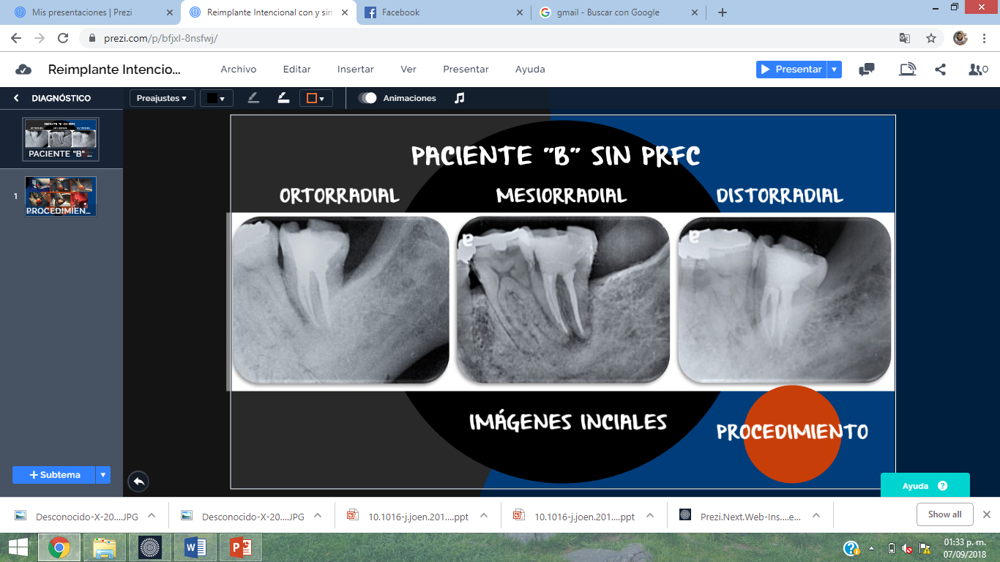 Mis presentaciones | Prezi
Reimplante Intencional con y sin
Facebook
gmail - Buscar con Google
prezi.com/p/bfjxl-8nsfwj/
Reimplante Intencio...
Archivo
Editar
Insertar
Ver
Presentar
Ayuda
Presentar
0
DIAGNÓSTICO
Preajustes
Animaciones
PACIENTE "B" ...
1
PROCEDIMIEN...
PACIENTE "B" SIN PRFC
ORTORRADIAL
MESIORRADIAL
DISTORRADIAL
IMÁGENES INCIALES
PROCEDIMIENTO
+ Subtema
Ayuda ?
Desconocido-X-20....JPG
Desconocido-X-20....JPG
10.1016-j.joen.201....ppt
10.1016-j.joen.201....ppt
Prezi.Next.Web-Ins....e...
Show all
01:33 p. m.
07/09/2018